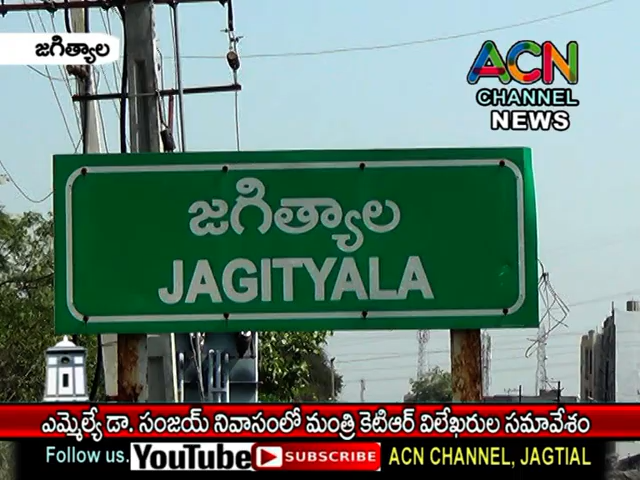 జగిత్యాల
ACN
CHANNEL
NEWS
జగిత్యాల
JAGITYALA
ఎమ్మెల్యే డా. సంజయ్ నివాసంలో మంత్రి కెటిఆర్ విలేఖరుల సమావేశం
Follow us. YouTube SUBSCRIBE ACN CHANNEL, JAGTIAL